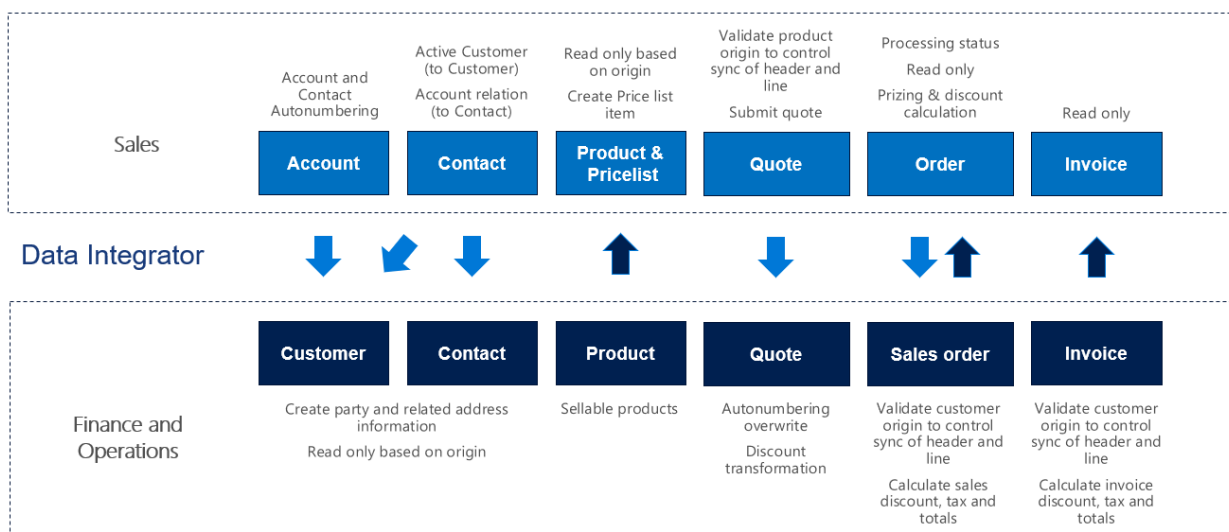 Sales
Account and
Contact
Autonumbering
Account
Active Customer
(to Customer)
Account relation
(to Contact)
Contact
Read only based
on origin
Create Price list
item
Product &
Pricelist
Validate product
origin to control
sync of header and
line
Submit quote
Quote
Processing status
Read only
Prizing & discount
calculation
Order
Read only
Invoice
Data Integrator
Finance and
Operations
Customer
Contact
Create party and related address
information
Read only based on origin
Product
Sellable products
Quote
Autonumbering
overwrite
Discount
transformation
Sales order
Validate customer
origin to control
sync of header and
line
Calculate sales
discount, tax and
totals
Invoice
Validate customer
origin to control
sync of header and
line
Calculate invoice
discount, tax and
totals